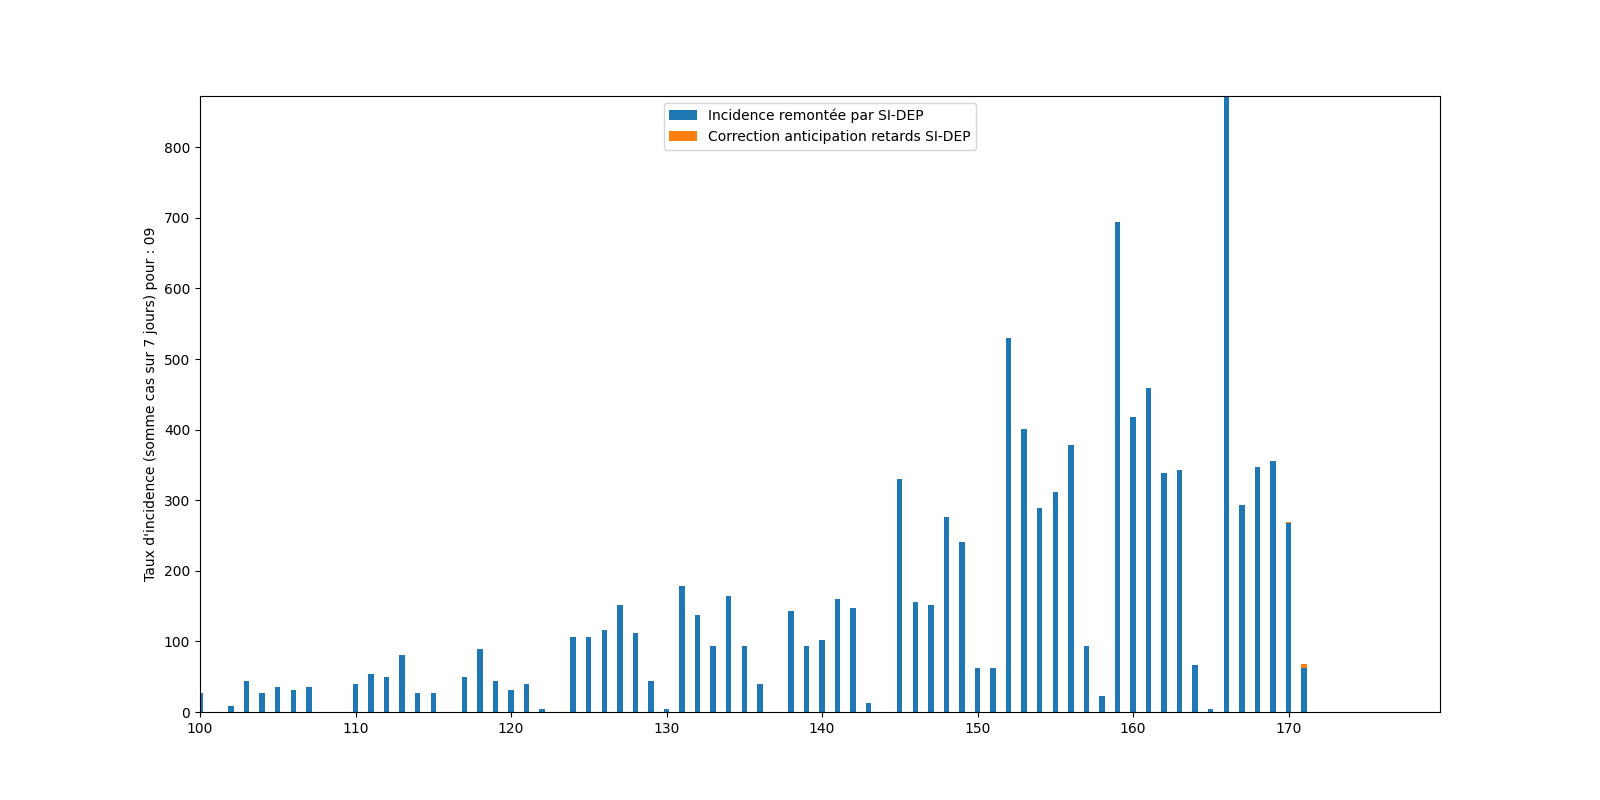 Incidence remontée par SI-DEP
Correction anticipation retards SI-DEP
Taux d'incidence (somme cas sur 7 jours) pour : 09
800
700
600
500
400
300
200
100
0
100 110 120 130 140 150 160 170